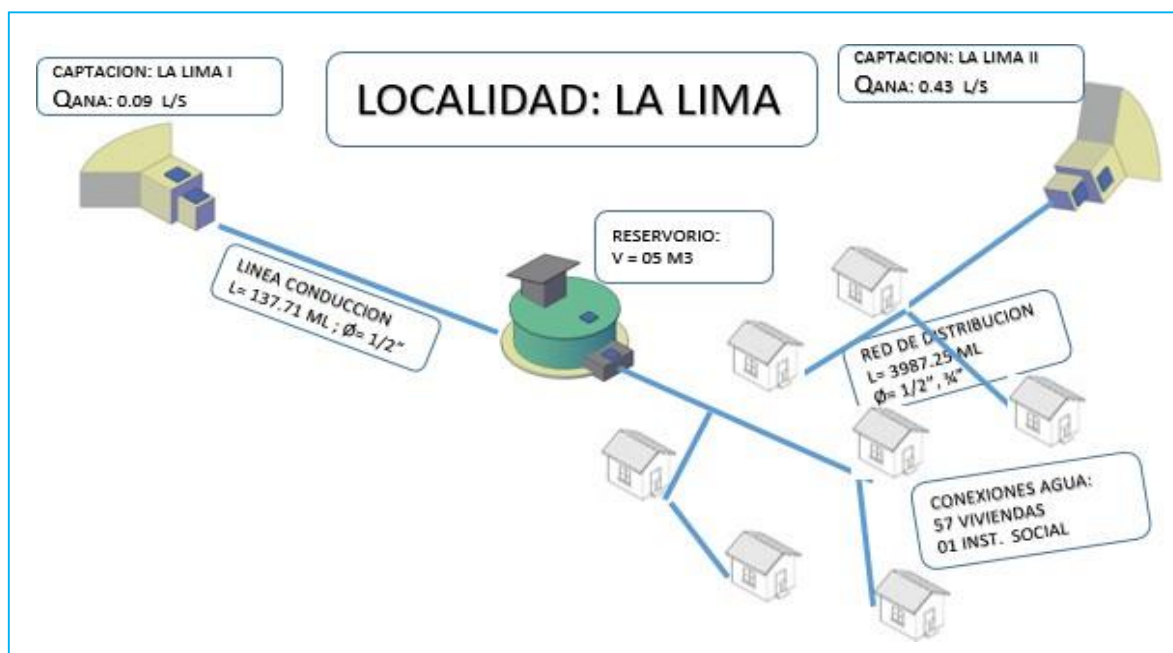 CAPTACION: LA LIMA I
QANA: 0.09 L/S
LOCALIDAD: LA LIMA
CAPTACION: LA LIMA II
QANA: 0.43 L/S
RESERVORIO:
V = 05 M3
LINEA CONDUCCION
L= 137.71 ML ; Ø= 1/2"
RED DE DISTRIBUCION
L= 3987.25 ML
Ø= 1/2", ¾"
CONEXIONES AGUA:
57 VIVIENDAS
01 INST. SOCIAL